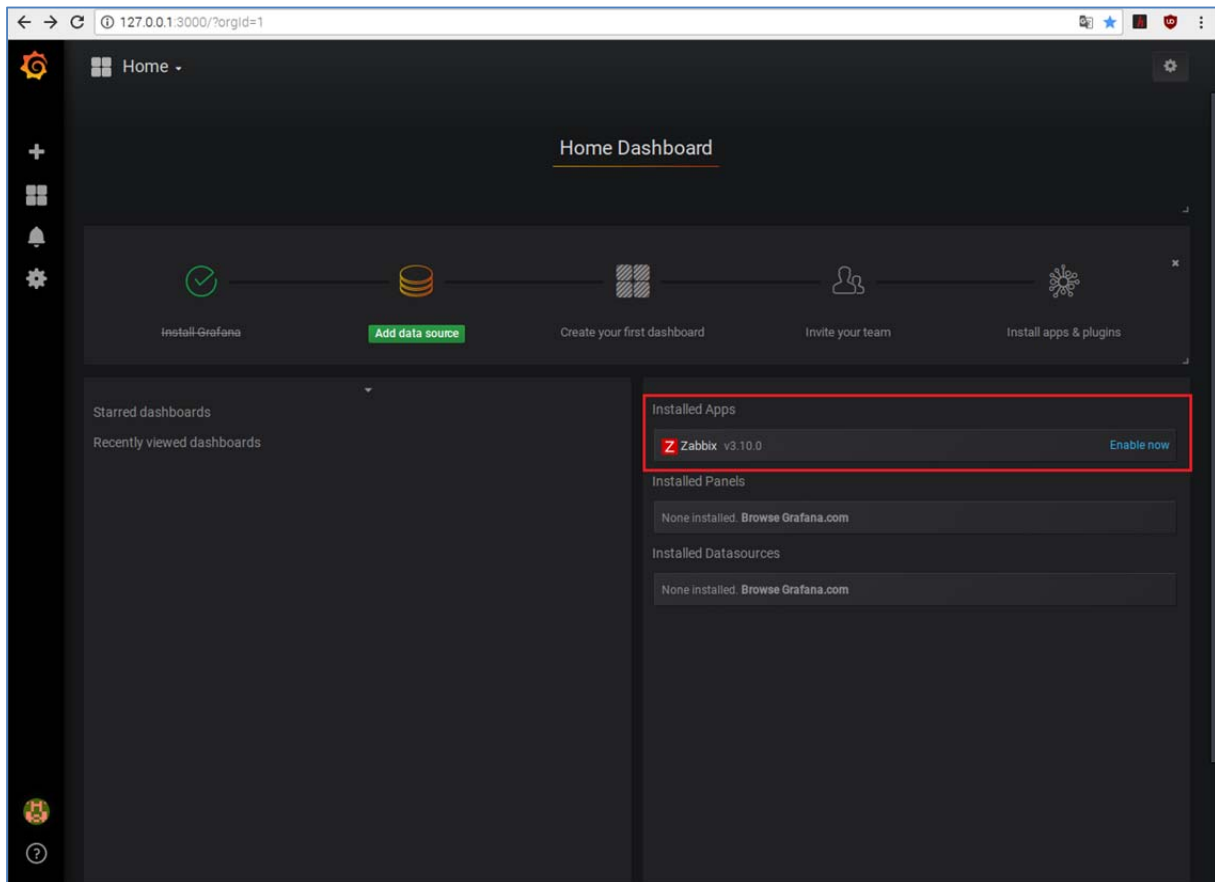 127.0.0.1:3000/?orgId=1
Home
Home Dashboard
Install Grafana
Add data source
Create your first dashboard
Invite your team
Install apps & plugins
Starred dashboards
Recently viewed dashboards
Installed Apps
Z Zabbix v3.10.0 Enable now
Installed Panels
None installed. Browse Grafana.com
Installed Datasources
None installed. Browse Grafana.com